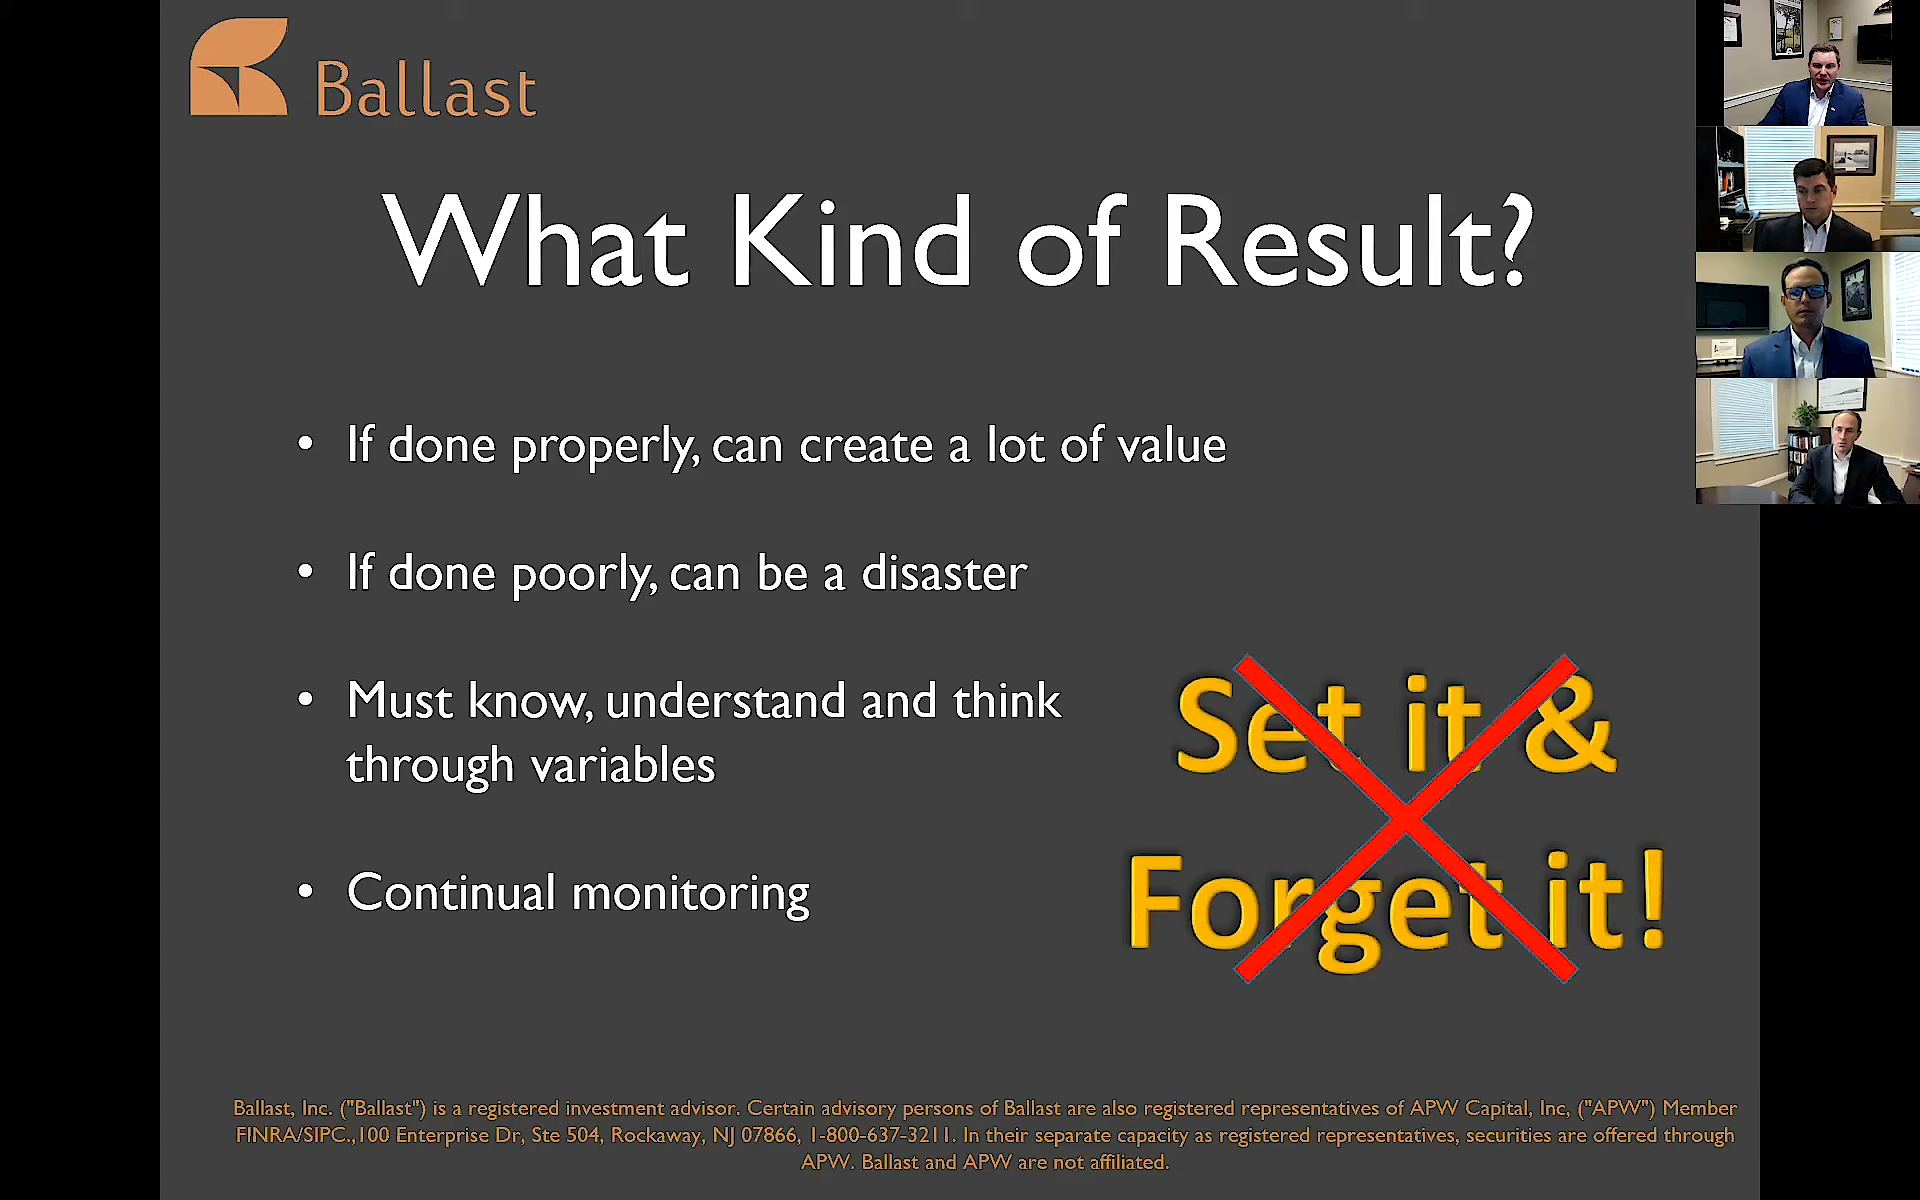 Ballast
What Kind of Result?
• If done properly, can create a lot of value
• If done poorly, can be a disaster
• Must know, understand and think
through variables
• Continual monitoring
Set it &
Forget it!
Ballast, Inc. ("Ballast") is a registered investment advisor. Certain advisory persons of Ballast are also registered representatives of APW Capital, Inc, ("APW") Member
FINRA/SIPC.,100 Enterprise Dr, Ste 504, Rockaway, NJ 07866, 1-800-637-3211. In their separate capacity as registered representatives, securities are offered through
APW. Ballast and APW are not affiliated.